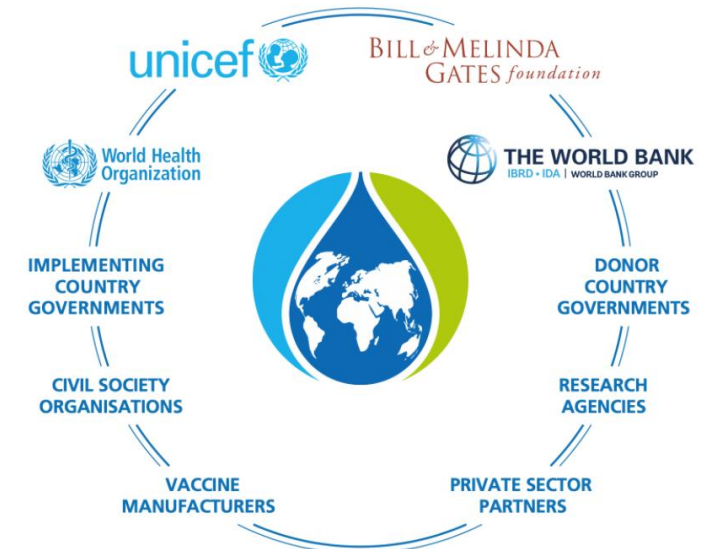 unicef
BILL & MELINDA
GATES foundation
World Health
Organization
THE WORLD BANK
IBRD • IDA | WORLD BANK GROUP
IMPLEMENTING
COUNTRY
GOVERNMENTS
DONOR
COUNTRY
GOVERNMENTS
CIVIL SOCIETY
ORGANISATIONS
RESEARCH
AGENCIES
VACCINE
MANUFACTURERS
PRIVATE SECTOR
PARTNERS